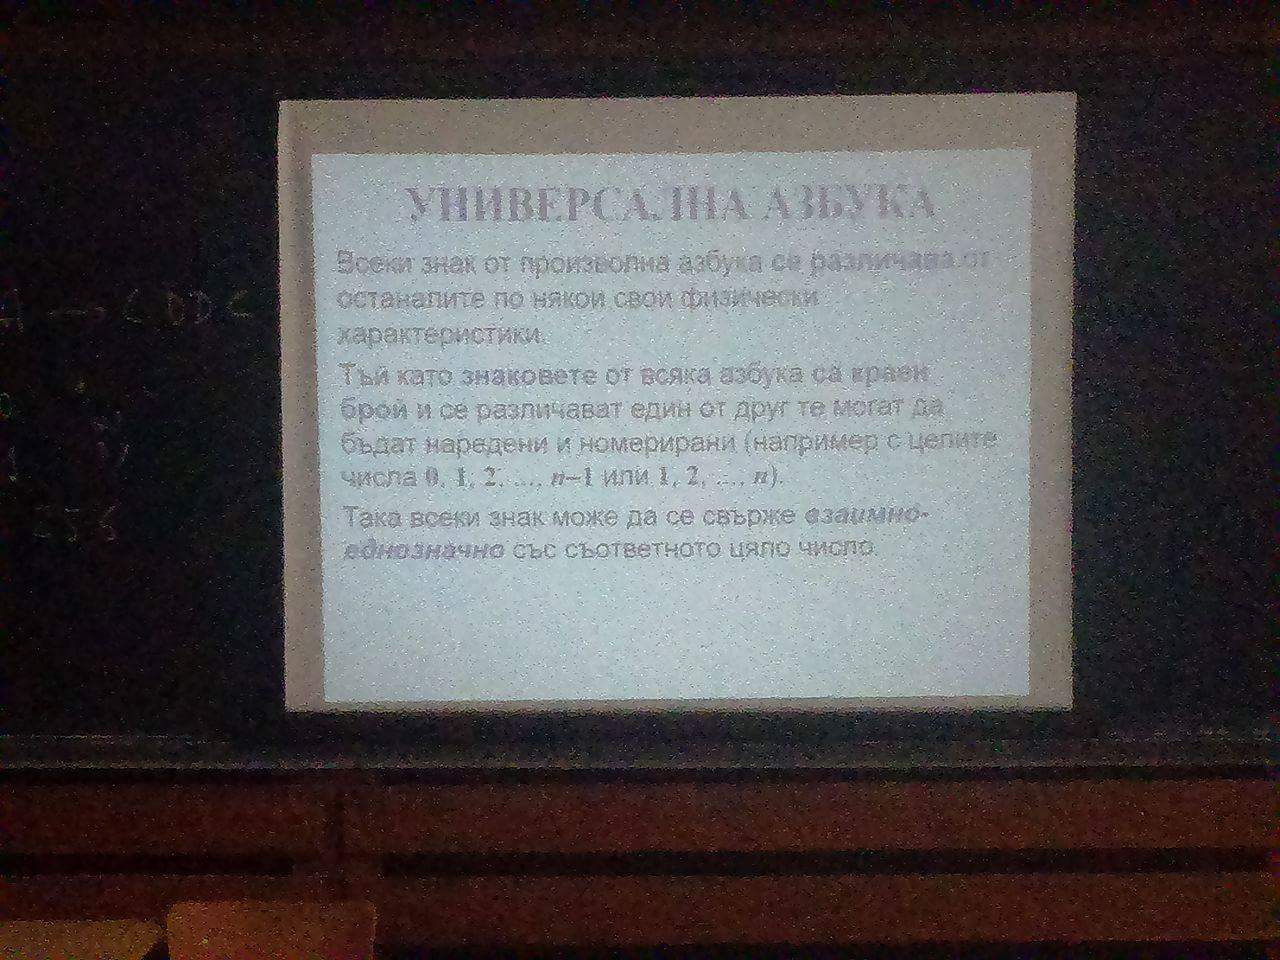 УНИВЕРСАЛНА АЗБУКА
Всеки знак от произволна азбука се различава от
останалите по някои свои физически
характеристики.
Тъй като знаковете от всяка азбука са краен
брой и се различават един от друг те могат да
бъдат наредени и номерирани (например с целите
числа 0, 1, 2, ..., n–1 или 1, 2, ..., n).
Така всеки знак може да се свърже взаимно-
еднозначно със съответното цяло число.